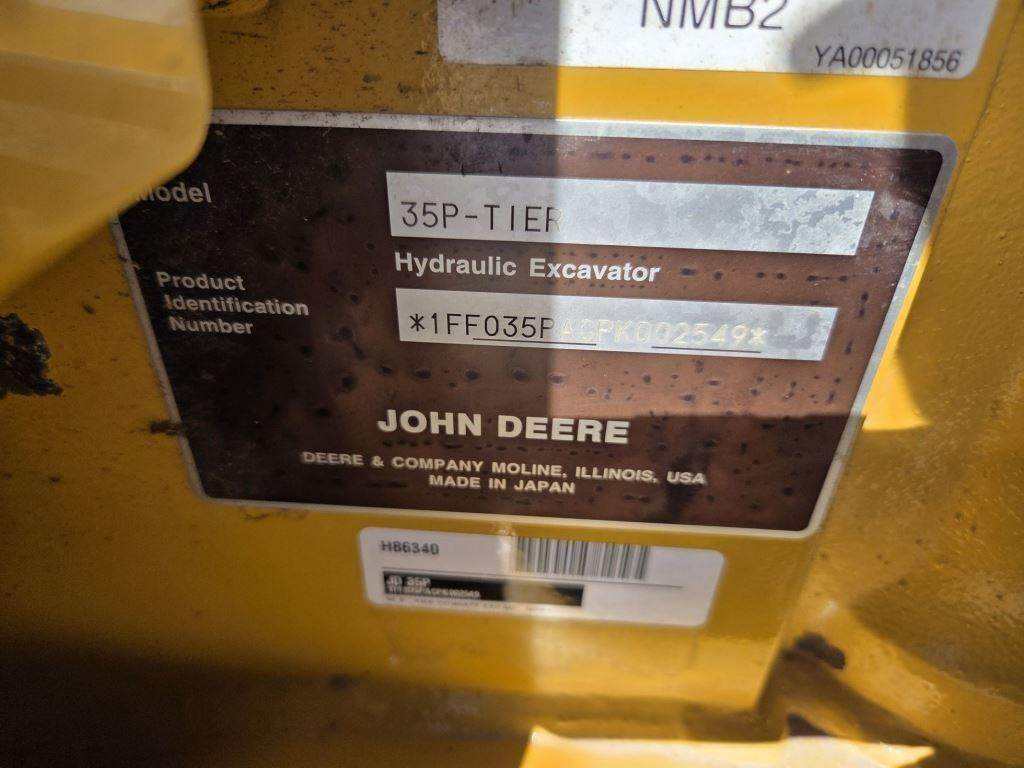 NMB2
YA00051856
Model
35P-TIER
Hydraulic Excavator
Product
Identification
Number
*1FF035PACPK002549*
JOHN DEERE
DEERE & COMPANY MOLINE, ILLINOIS, USA
MADE IN JAPAN
H86340
JD 35P
1FF035PACPK002549